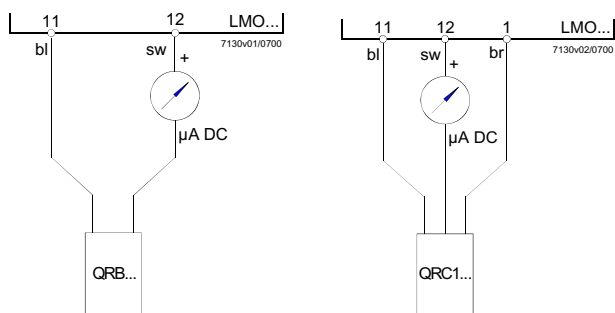 11 12 LMO...
bl sw 7130v01/0700
+
µA DC
QRB...
11 12 1 LMO...
bl sw br 7130v02/0700
+
µA DC
QRC1...